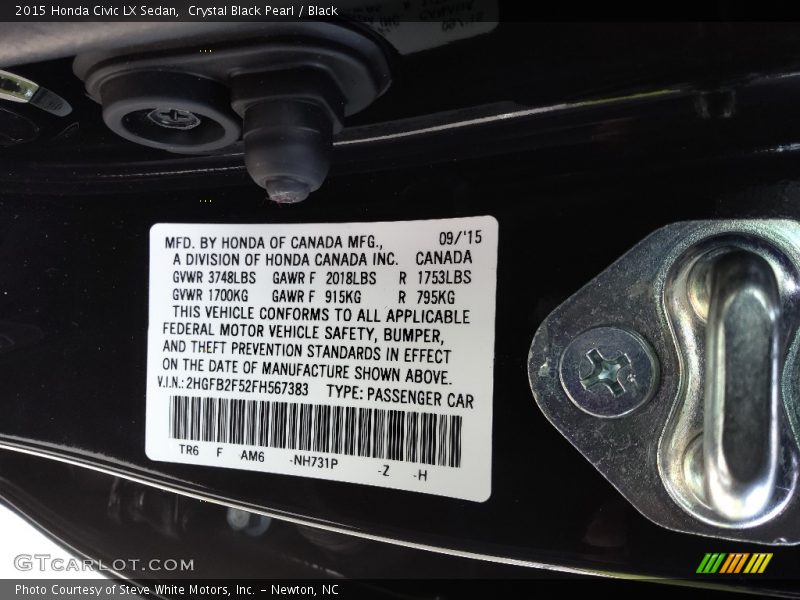 2015 Honda Civic LX Sedan,  Crystal Black Pearl / Black
MFD. BY HONDA OF CANADA MFG., 09/'15
A DIVISION OF HONDA CANADA INC. CANADA
GVWR 3748LBS GAWR F 2018LBS R 1753LBS
GVWR 1700KG GAWR F 915KG R 795KG
THIS VEHICLE CONFORMS TO ALL APPLICABLE
FEDERAL MOTOR VEHICLE SAFETY, BUMPER,
AND THEFT PREVENTION STANDARDS IN EFFECT
ON THE DATE OF MANUFACTURE SHOWN ABOVE.
V.I.N.: 2HGFB2F52FH567383 TYPE: PASSENGER CAR
TR6 F AM6 -NH731P -Z -H
GTCARLOT.COM
Photo Courtesy of Steve White Motors, Inc. – Newton, NC